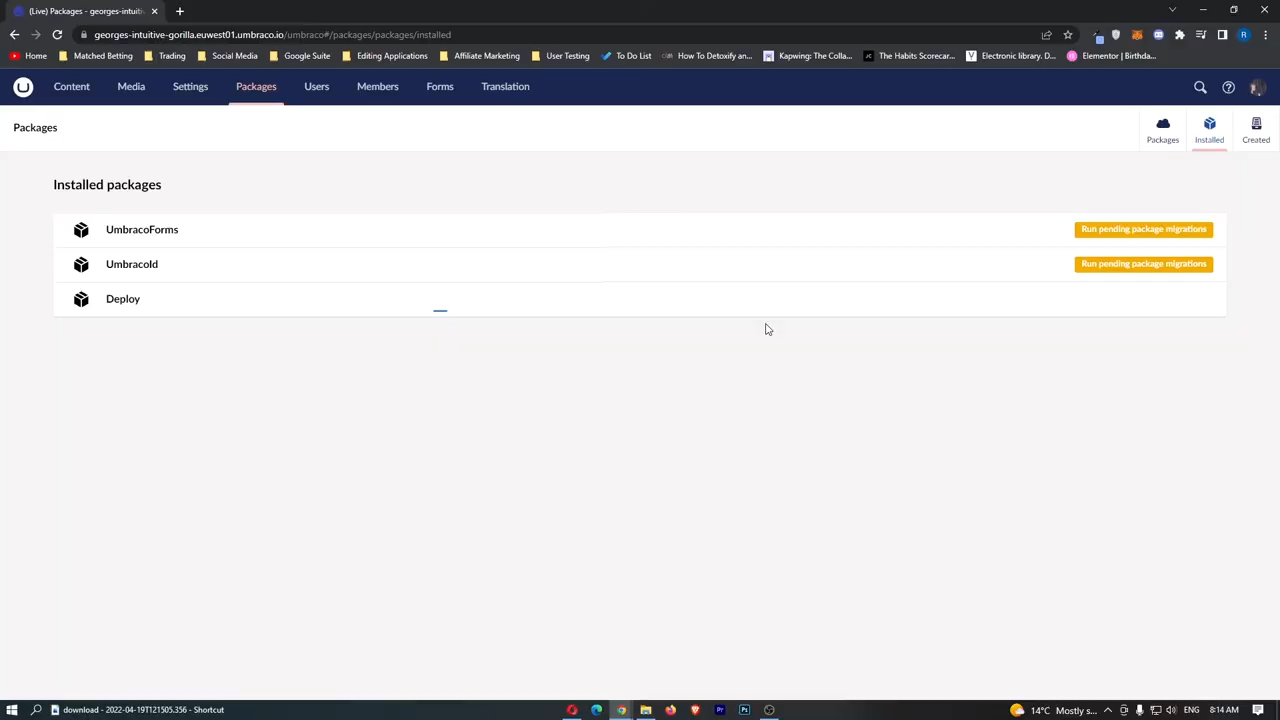 (Live) Packages - georges-intuiti
georges-intuitive-gorilla.euwest01.umbraco.io/umbraco#/packages/packages/installed
R
Home
Matched Betting
Trading
Social Media
Google Suite
Editing Applications
Affiliate Marketing
User Testing
To Do List
How To Detoxify an...
Kapwing: The Colla...
The Habits Scorecar...
Electronic library. D...
Elementor | Birthda...
Content
Media
Settings
Packages
Users
Members
Forms
Translation
Packages
Packages
Installed
Created
Installed packages
UmbracoForms
Run pending package migrations
UmbracoId
Run pending package migrations
Deploy
download - 2022-04-19T121505.356 - Shortcut
Pr
Ps
14°C Mostly s...
8:14 AM